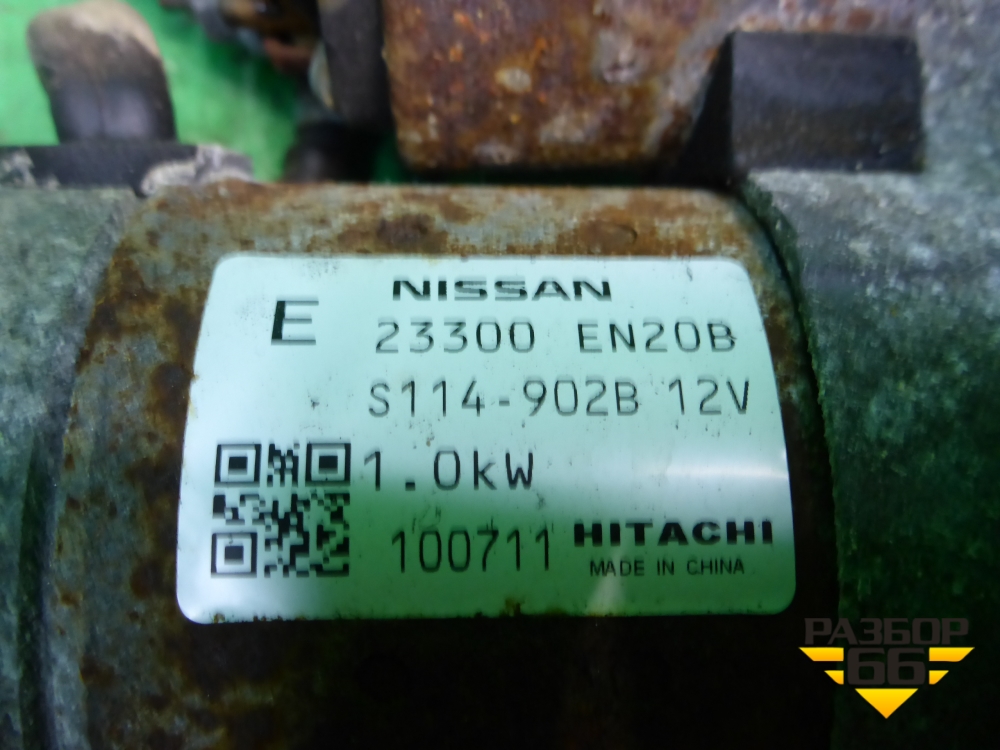 NISSAN
E 23300 EN20B
S114-902B 12V
1.0kW
100711 HITACHI
MADE IN CHINA
РАЗБОР
66